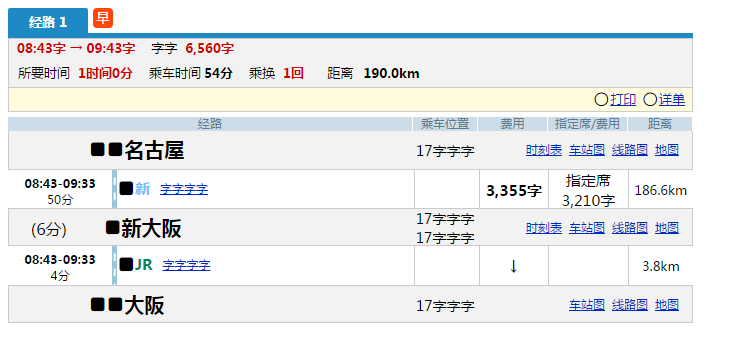 经路 1 早
08:43字 → 09:43字 字字 6,560字
所要时间 1时间0分 乘车时间 54分 乘换 1回 距离 190.0km
〇打印 〇详单
经路 乘车位置 费用 指定席/费用 距离
■■名古屋 17字字字 时刻表 车站图 线路图 地图
08:43-09:33 ■新 字字字字 3,355字 指定席 186.6km
50分 3,210字
(6分) ■新大阪 17字字字 时刻表 车站图 线路图 地图
17字字字
08:43-09:33 ■JR 字字字字 ↓ 3.8km
4分
■■大阪 17字字字 车站图 线路图 地图